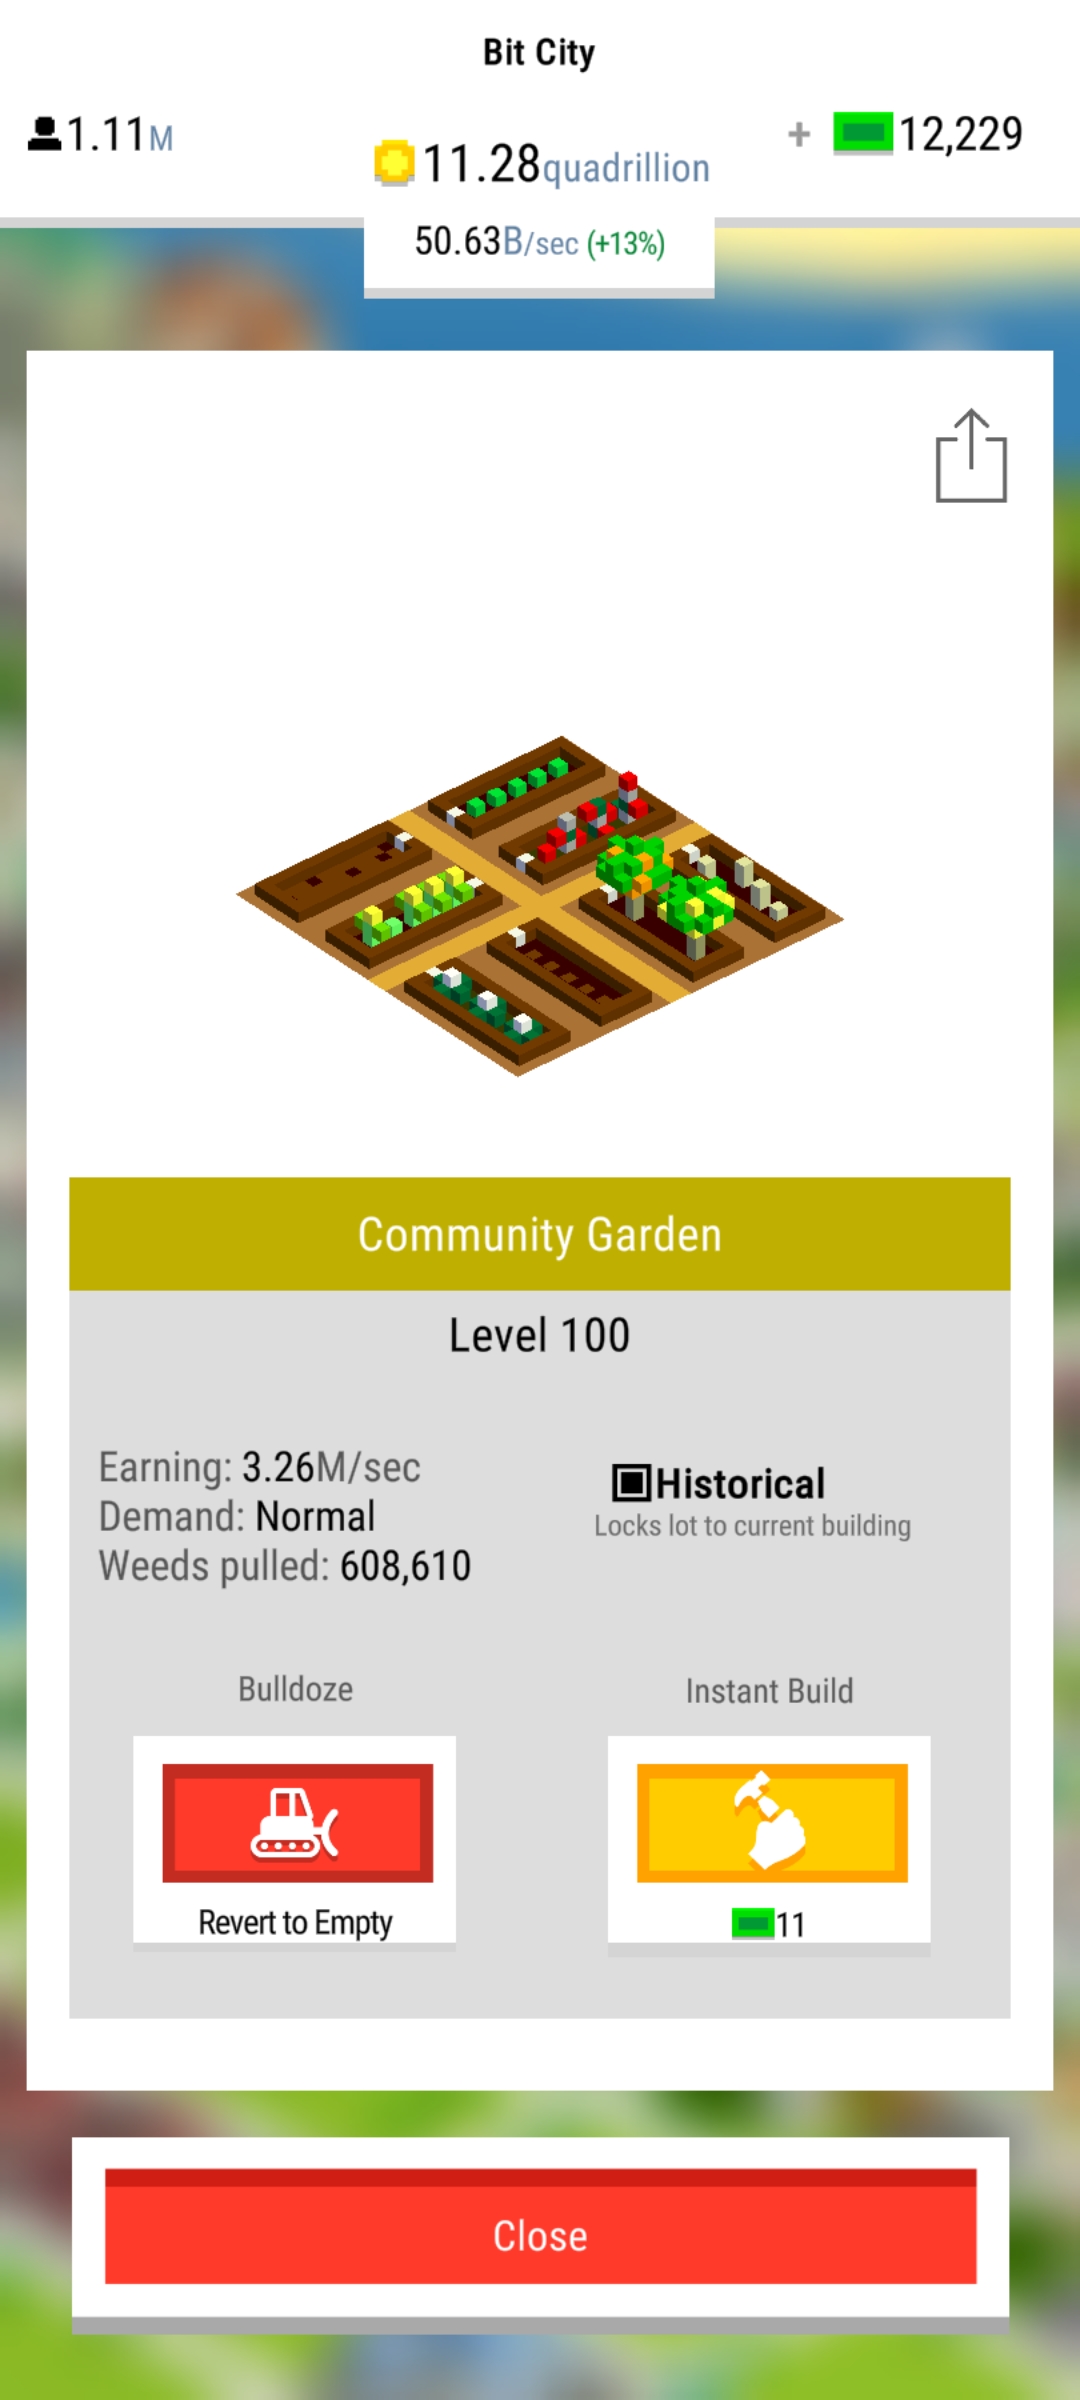 Bit City
1.11M
11.28quadrillion
+ 12,229
50.63B/sec (+13%)
Community Garden
Level 100
Earning: 3.26M/sec
Demand: Normal
Weeds pulled: 608,610
Historical
Locks lot to current building
Bulldoze
Revert to Empty
Instant Build
11
Close